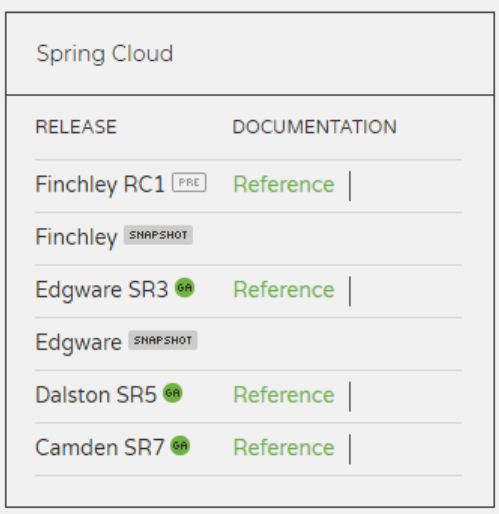 Spring Cloud
RELEASE DOCUMENTATION
Finchley RC1 PRE Reference
Finchley SNAPSHOT
Edgware SR3 GA Reference
Edgware SNAPSHOT
Dalston SR5 GA Reference
Camden SR7 GA Reference